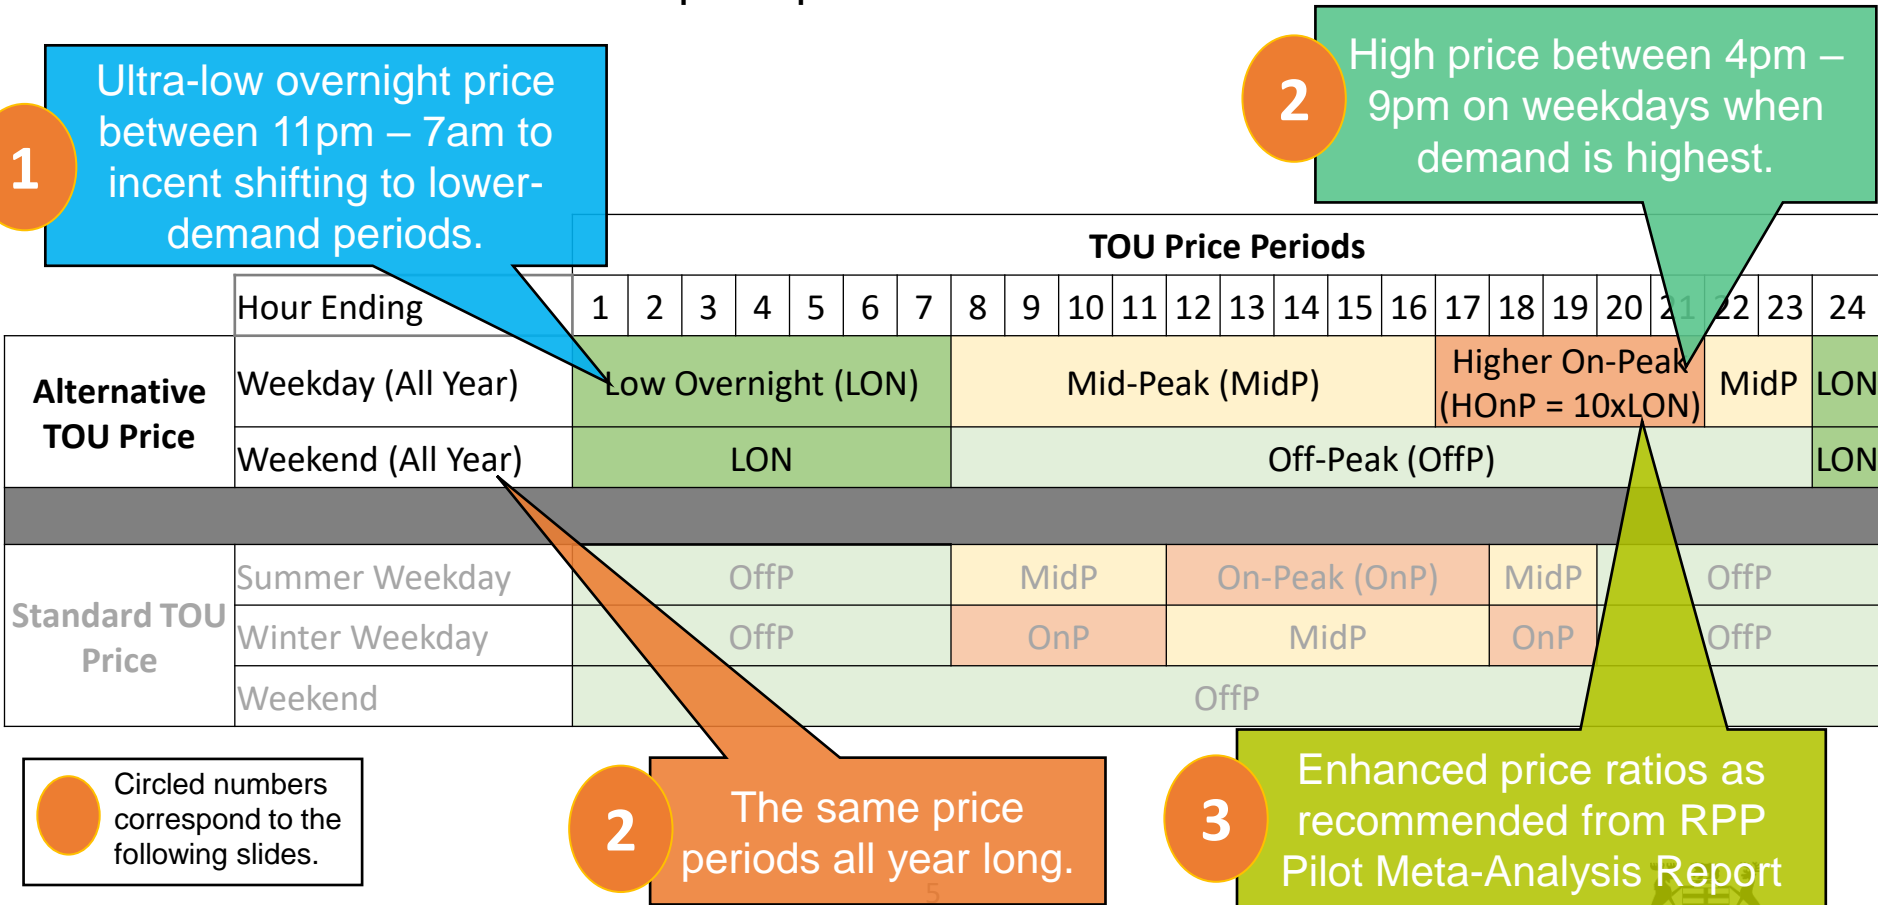 1
Ultra-low overnight price
between 11pm – 7am to
incent shifting to lower-
demand periods.
2
High price between 4pm –
9pm on weekdays when
demand is highest.
TOU Price Periods
Hour Ending 1 2 3 4 5 6 7 8 9 10 11 12 13 14 15 16 17 18 19 20 21 22 23 24
Alternative
TOU Price
Weekday (All Year) Low Overnight (LON) Mid-Peak (MidP) Higher On-Peak
(HOnP = 10xLON) MidP LON
Weekend (All Year) LON Off-Peak (OffP) LON
Standard TOU
Price
Summer Weekday OffP MidP On-Peak (OnP) MidP OffP
Winter Weekday OffP OnP MidP OnP OffP
Weekend OffP
Circled numbers
correspond to the
following slides.
2
The same price
periods all year long.
3
Enhanced price ratios as
recommended from RPP
Pilot Meta-Analysis Report
5